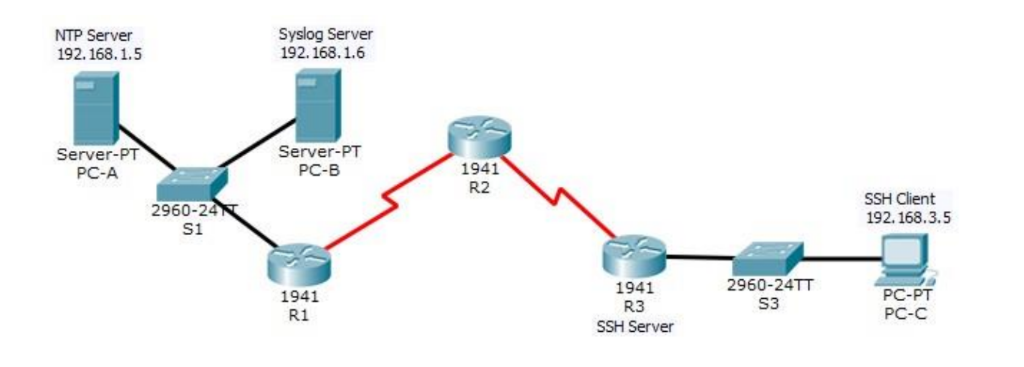 NTP Server
192.168.1.5
Syslog Server
192.168.1.6
Server-PT
PC-A
Server-PT
PC-B
2960-24TT
S1
1941
R2
1941
R1
1941
R3
SSH Server
2960-24TT
S3
SSH Client
192.168.3.5
PC-PT
PC-C